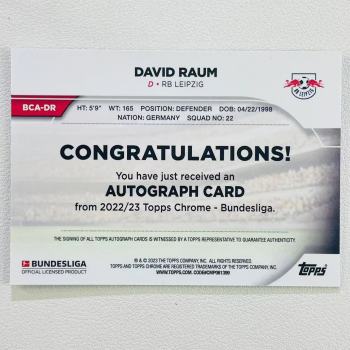 DAVID RAUM
D • RB LEIPZIG
RB LEIPZIG
BCA-DR
HT: 5'9" WT: 165 POSITION: DEFENDER DOB: 04/22/1998
NATION: GERMANY SQUAD NO: 22
CONGRATULATIONS!
You have just received an
AUTOGRAPH CARD
from 2022/23 Topps Chrome - Bundesliga.
THE SIGNING OF ALL TOPPS AUTOGRAPH CARDS IS WITNESSED BY A TOPPS REPRESENTATIVE TO GUARANTEE AUTHENTICITY.
BUNDESLIGA
OFFICIAL LICENSED PRODUCT
® & © 2023 THE TOPPS COMPANY, INC. ALL RIGHTS RESERVED.
TOPPS AND TOPPS CHROME ARE REGISTERED TRADEMARKS OF THE TOPPS COMPANY, INC.
WWW.TOPPS.COM. CODE#CMP061399
Topps